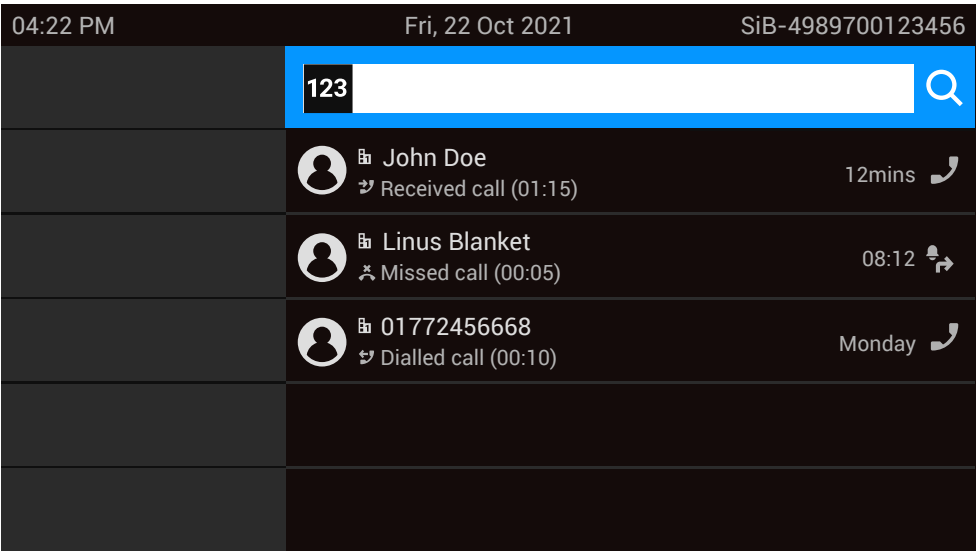 04:22 PM Fri, 22 Oct 2021 SiB-4989700123456
123
John Doe
Received call (01:15) 12mins
Linus Blanket
Missed call (00:05) 08:12
01772456668
Dialled call (00:10) Monday